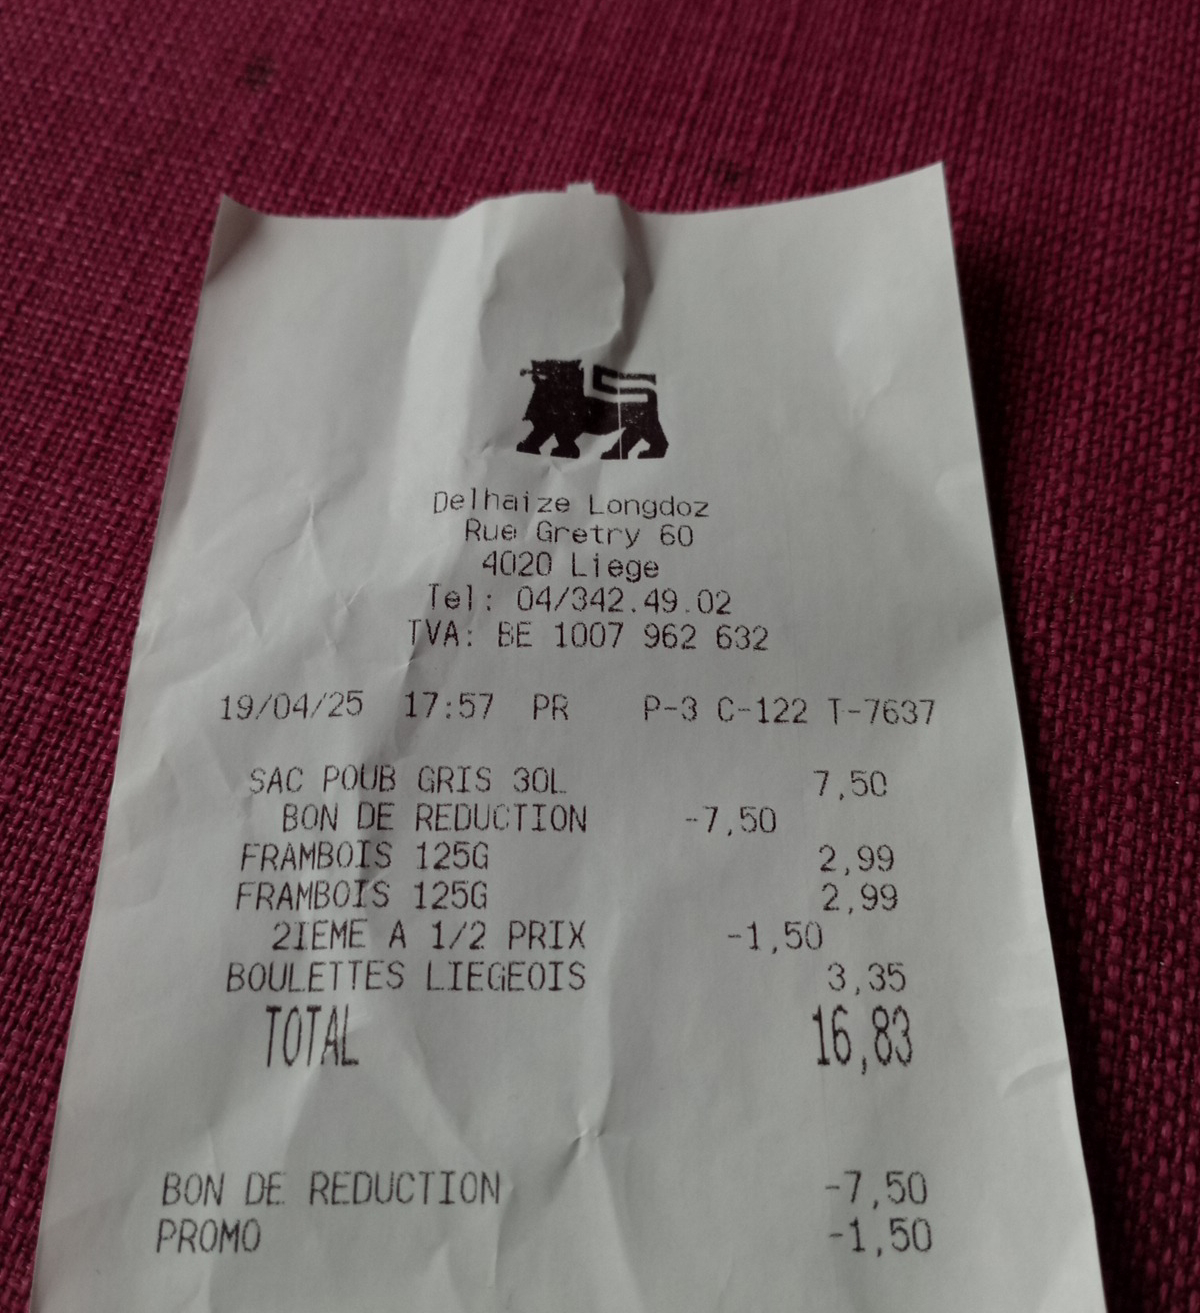 Delhaize Longdoz
Rue Gretry 60
4020 Liege
Tel: 04/342.49.02
TVA: BE 1007 962 632
19/04/25 17:57 PR P-3 C-122 T-7637
SAC POUB GRIS 30L 7,50
BON DE REDUCTION -7,50
FRAMBOIS 125G 2,99
FRAMBOIS 125G 2,99
2IEME A 1/2 PRIX -1,50
BOULETTES LIEGEOIS 3,35
TOTAL 16,83
BON DE REDUCTION -7,50
PROMO -1,50